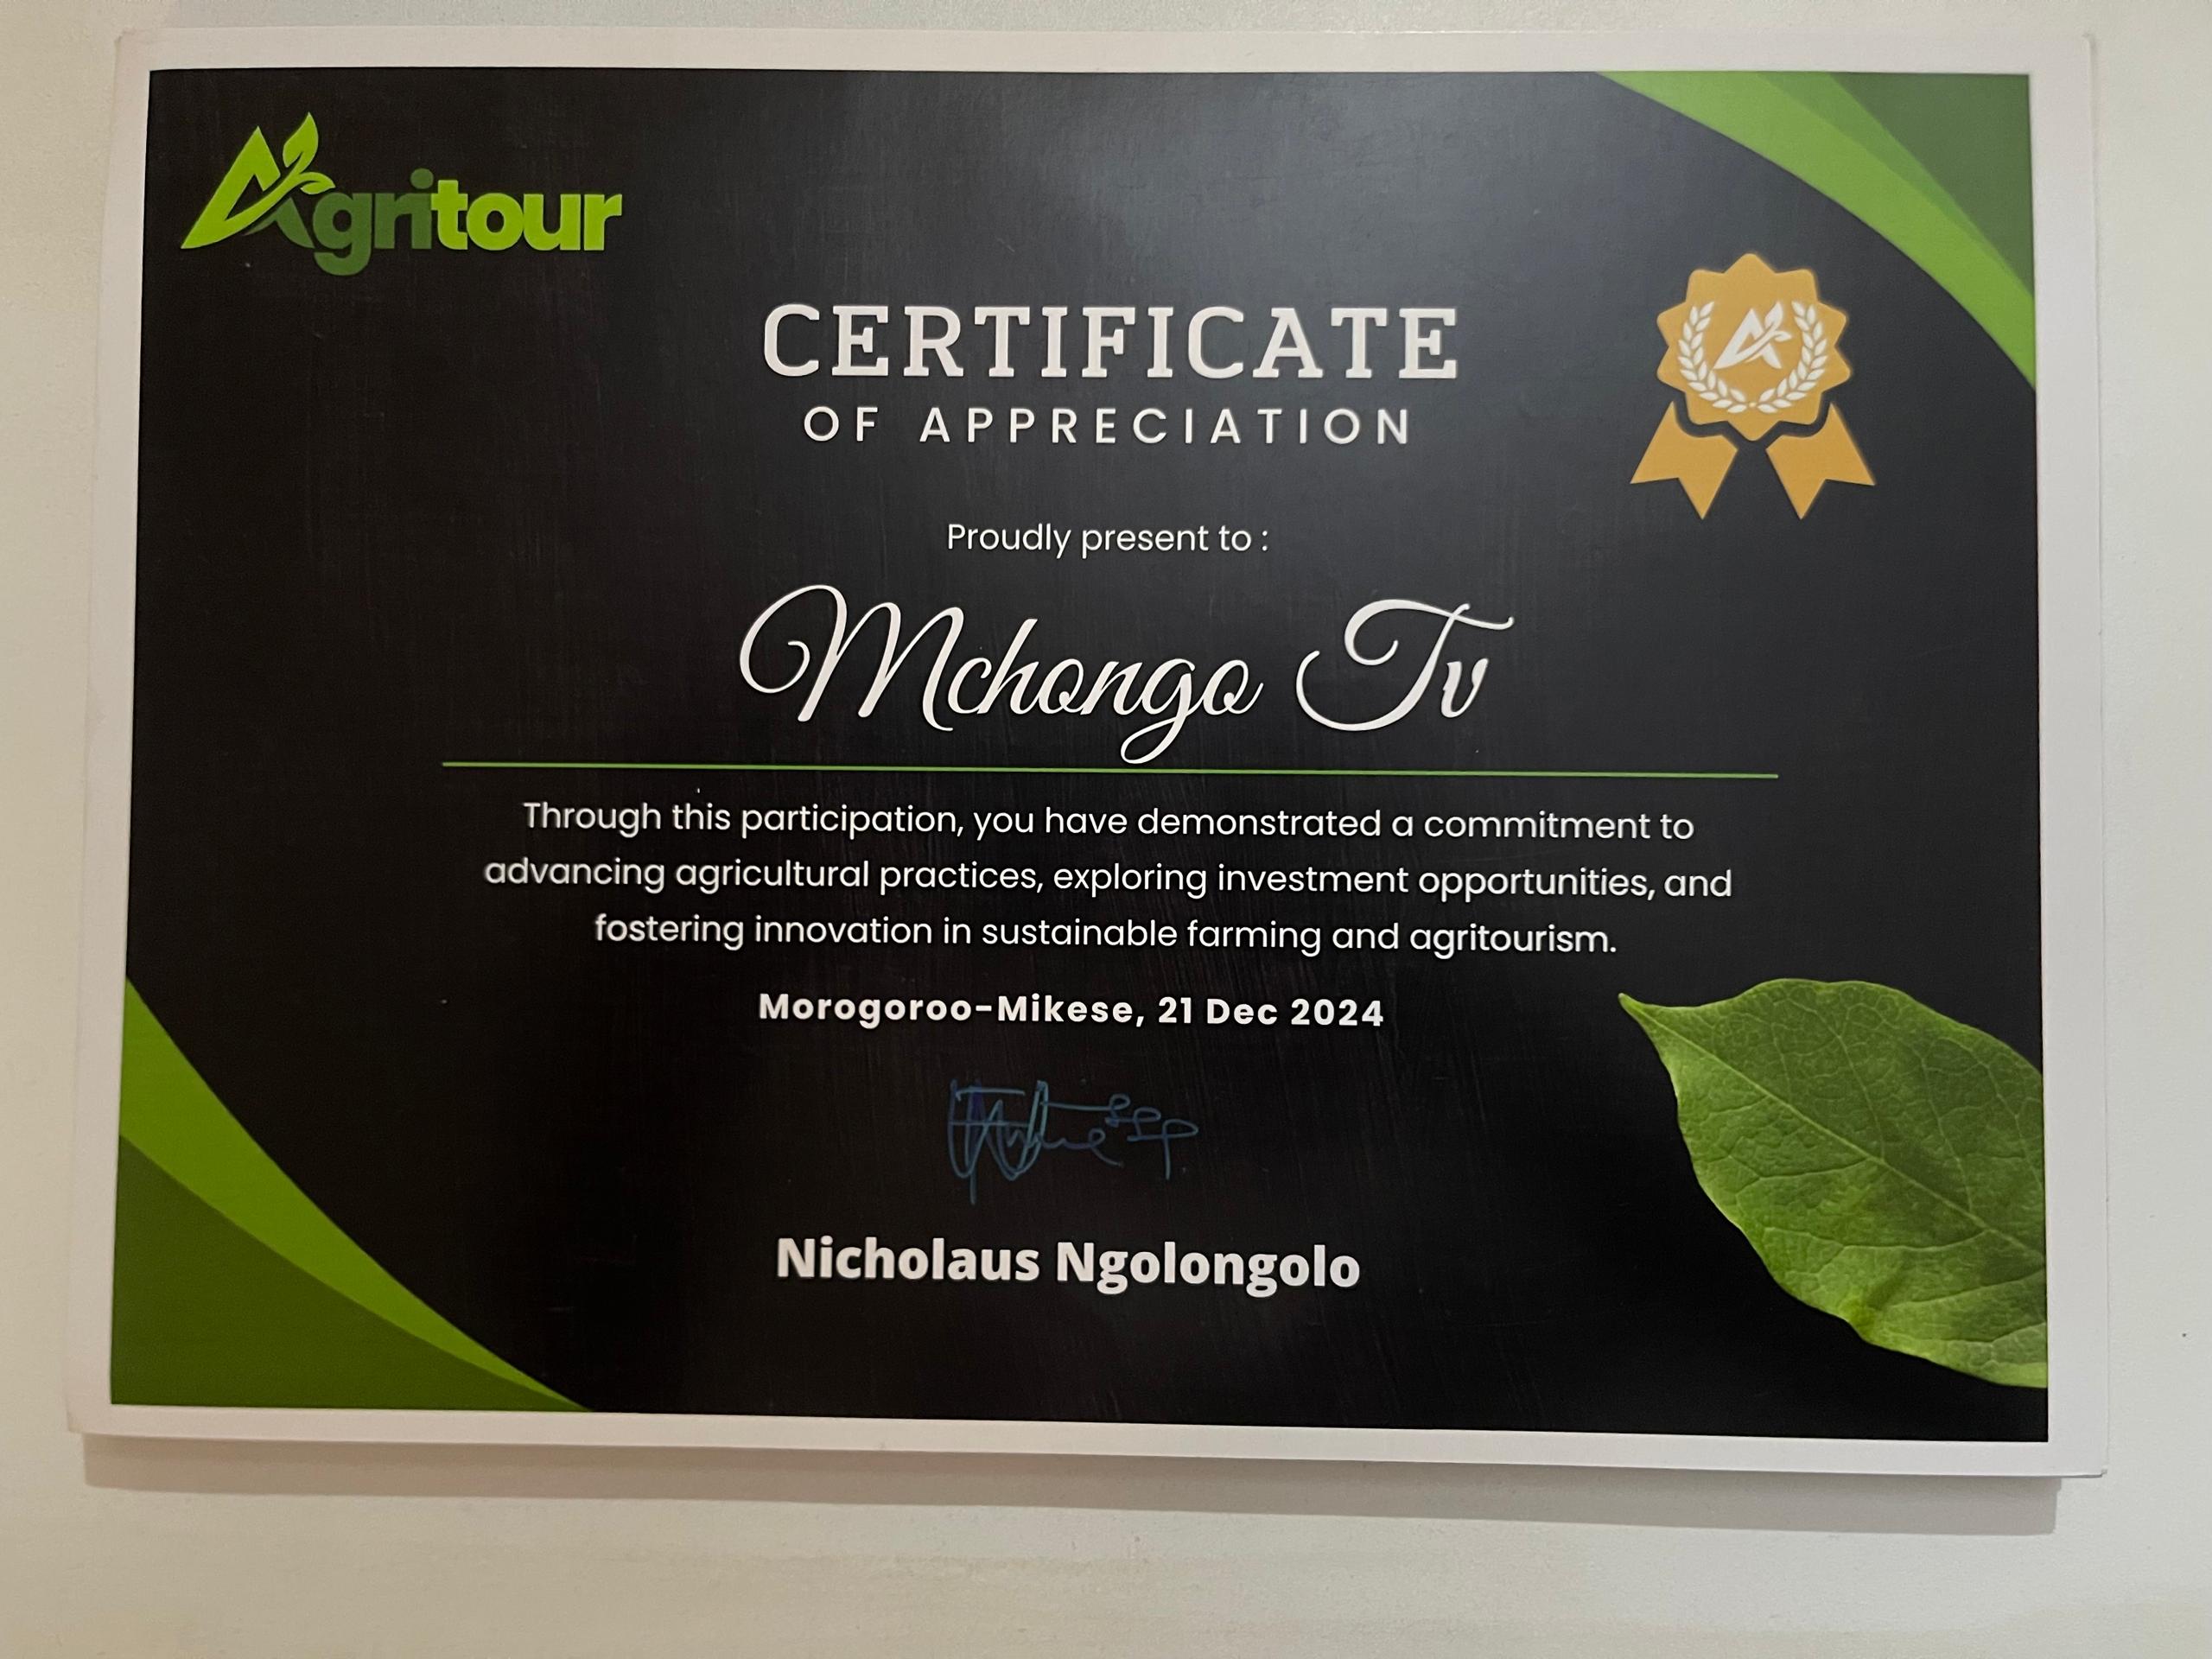 Agritour
CERTIFICATE
OF APPRECIATION
Proudly present to :
Mchongo Tv
Through this participation, you have demonstrated a commitment to
advancing agricultural practices, exploring investment opportunities, and
fostering innovation in sustainable farming and agritourism.
Morogoroo-Mikese, 21 Dec 2024
Nicholaus Ngolongolo